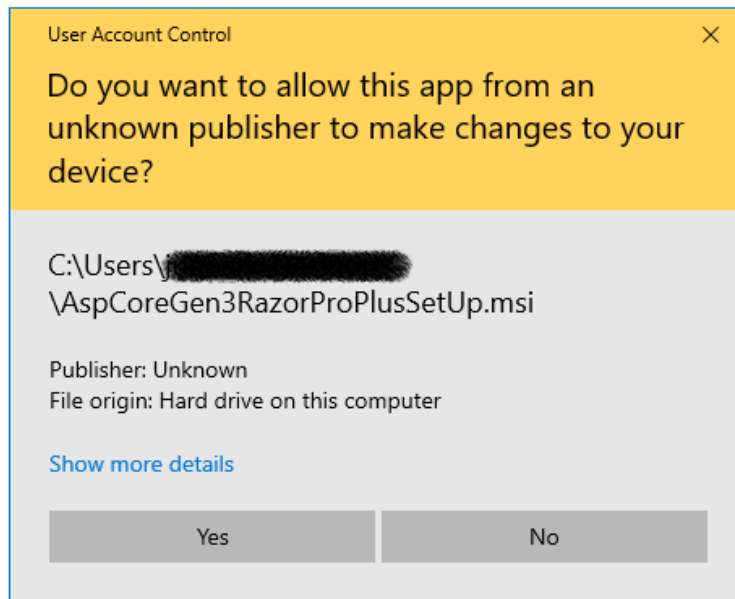 User Account Control
Do you want to allow this app from an
unknown publisher to make changes to your
device?
C:\Users\
\AspCoreGen3RazorProPlusSetUp.msi
Publisher: Unknown
File origin: Hard drive on this computer
Show more details
Yes
No